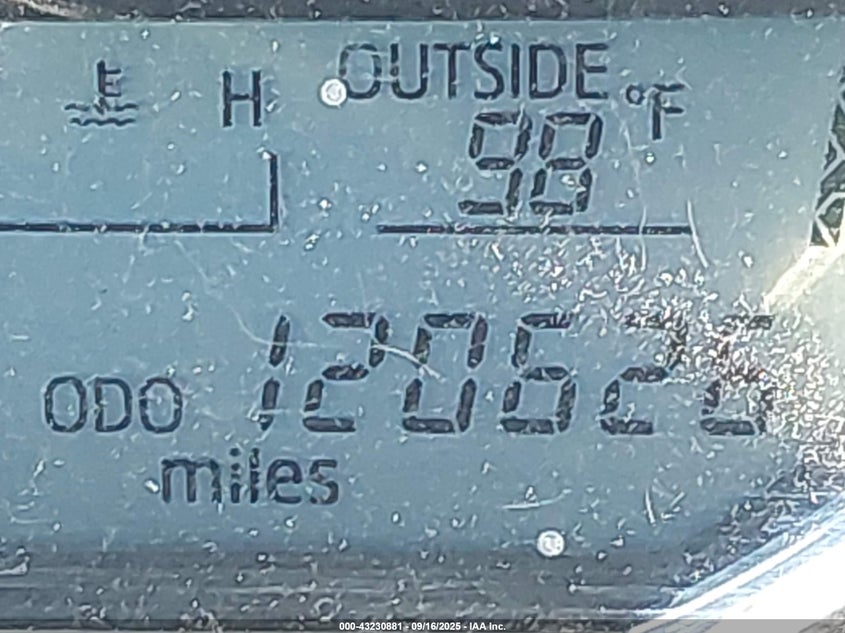 OUTSIDE
H
98 °F
ODO 120626
miles
000-43230881 - 09/16/2025 - IAA Inc.